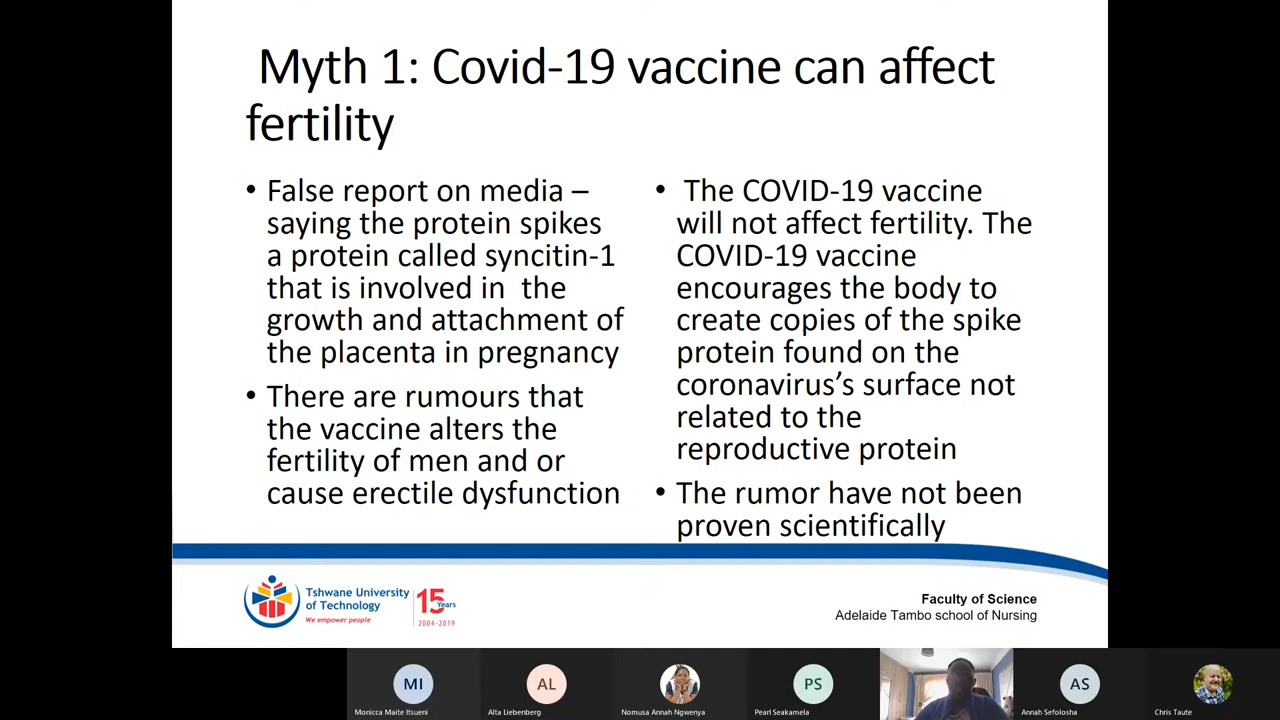 Myth 1: Covid-19 vaccine can affect
fertility
• False report on media –
saying the protein spikes
a protein called syncitin-1
that is involved in the
growth and attachment of
the placenta in pregnancy
• There are rumours that
the vaccine alters the
fertility of men and or
cause erectile dysfunction
• The COVID-19 vaccine
will not affect fertility. The
COVID-19 vaccine
encourages the body to
create copies of the spike
protein found on the
coronavirus’s surface not
related to the
reproductive protein
• The rumor have not been
proven scientifically
Tshwane University
of Technology
We empower people
15 Years
2004-2019
Faculty of Science
Adelaide Tambo school of Nursing
MI
AL
PS
AS
Monicca Maite Itsueni
Alta Liebenberg
Nomusa Annah Ngwenya
Pearl Seakamela
Annah Sefolosha
Chris Taute